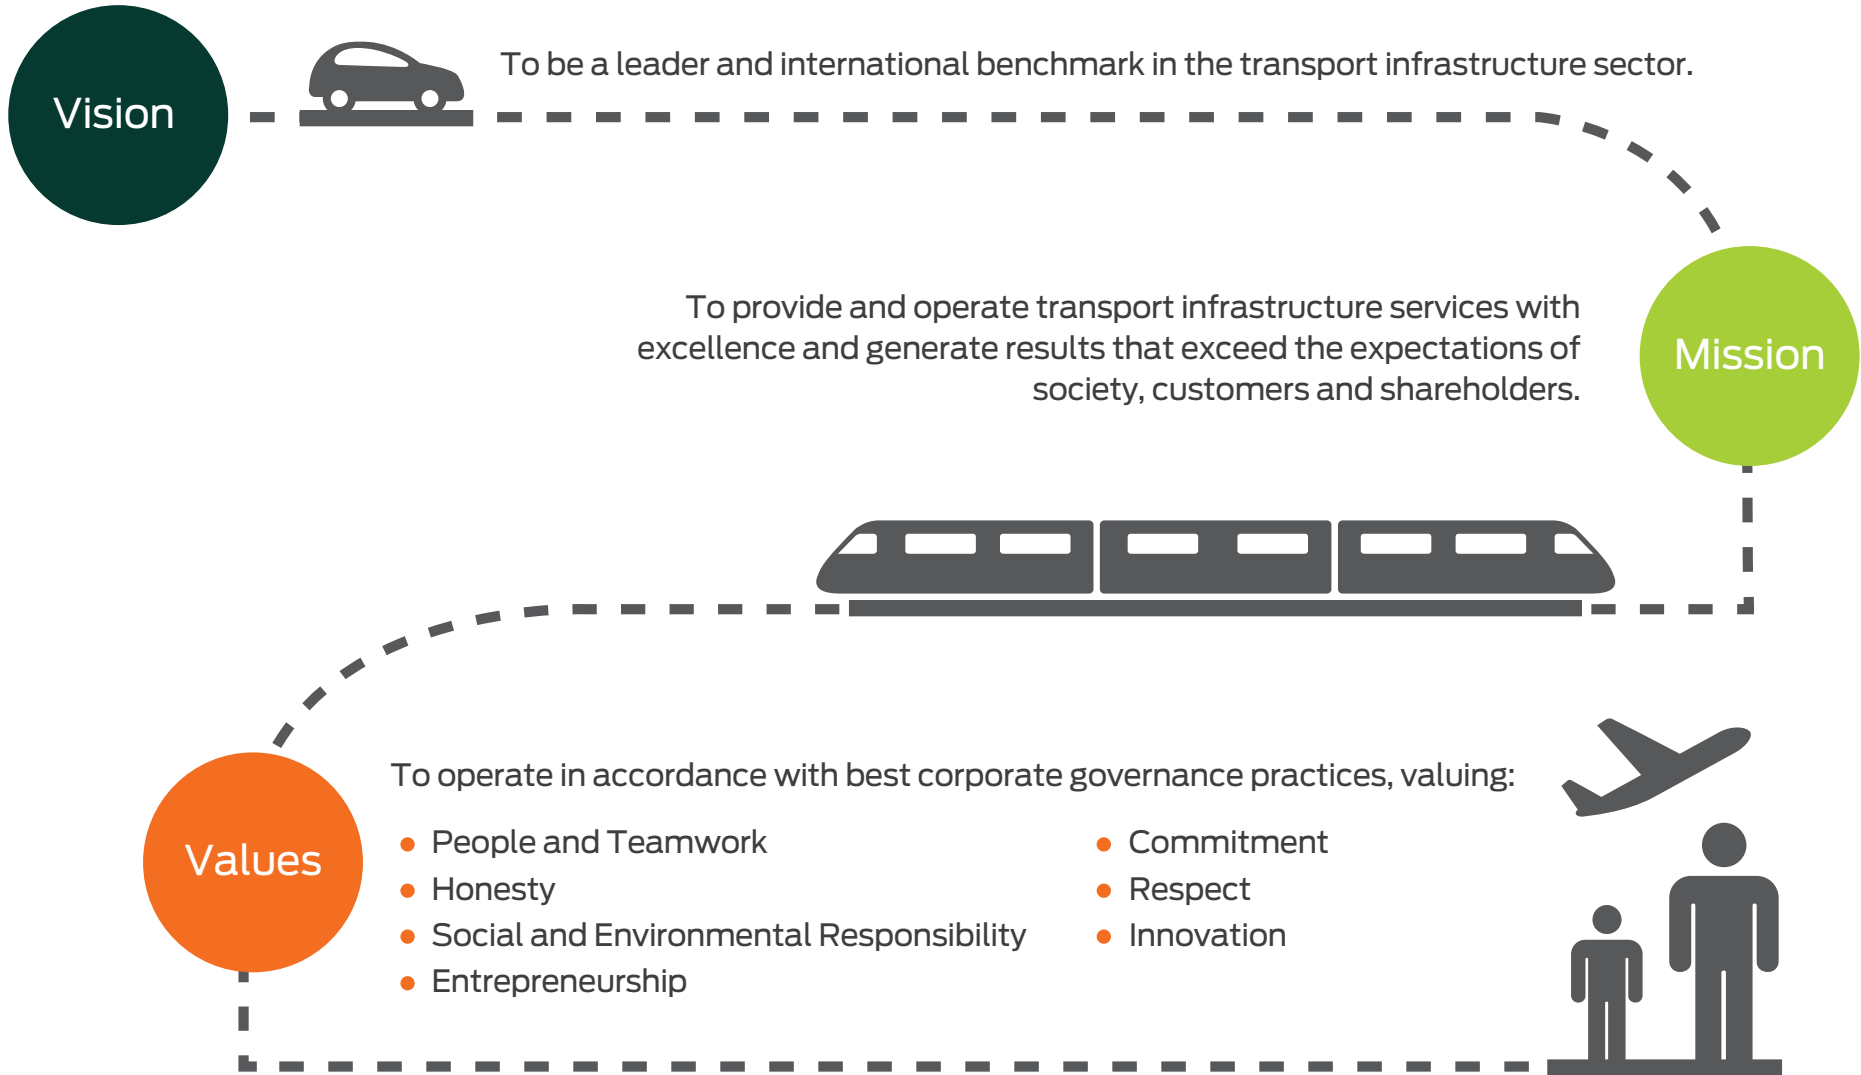 Vision
To be a leader and international benchmark in the transport infrastructure sector.
To provide and operate transport infrastructure services with
excellence and generate results that exceed the expectations of
society, customers and shareholders.
Mission
Values
To operate in accordance with best corporate governance practices, valuing:
• People and Teamwork
• Honesty
• Social and Environmental Responsibility
• Entrepreneurship
• Commitment
• Respect
• Innovation